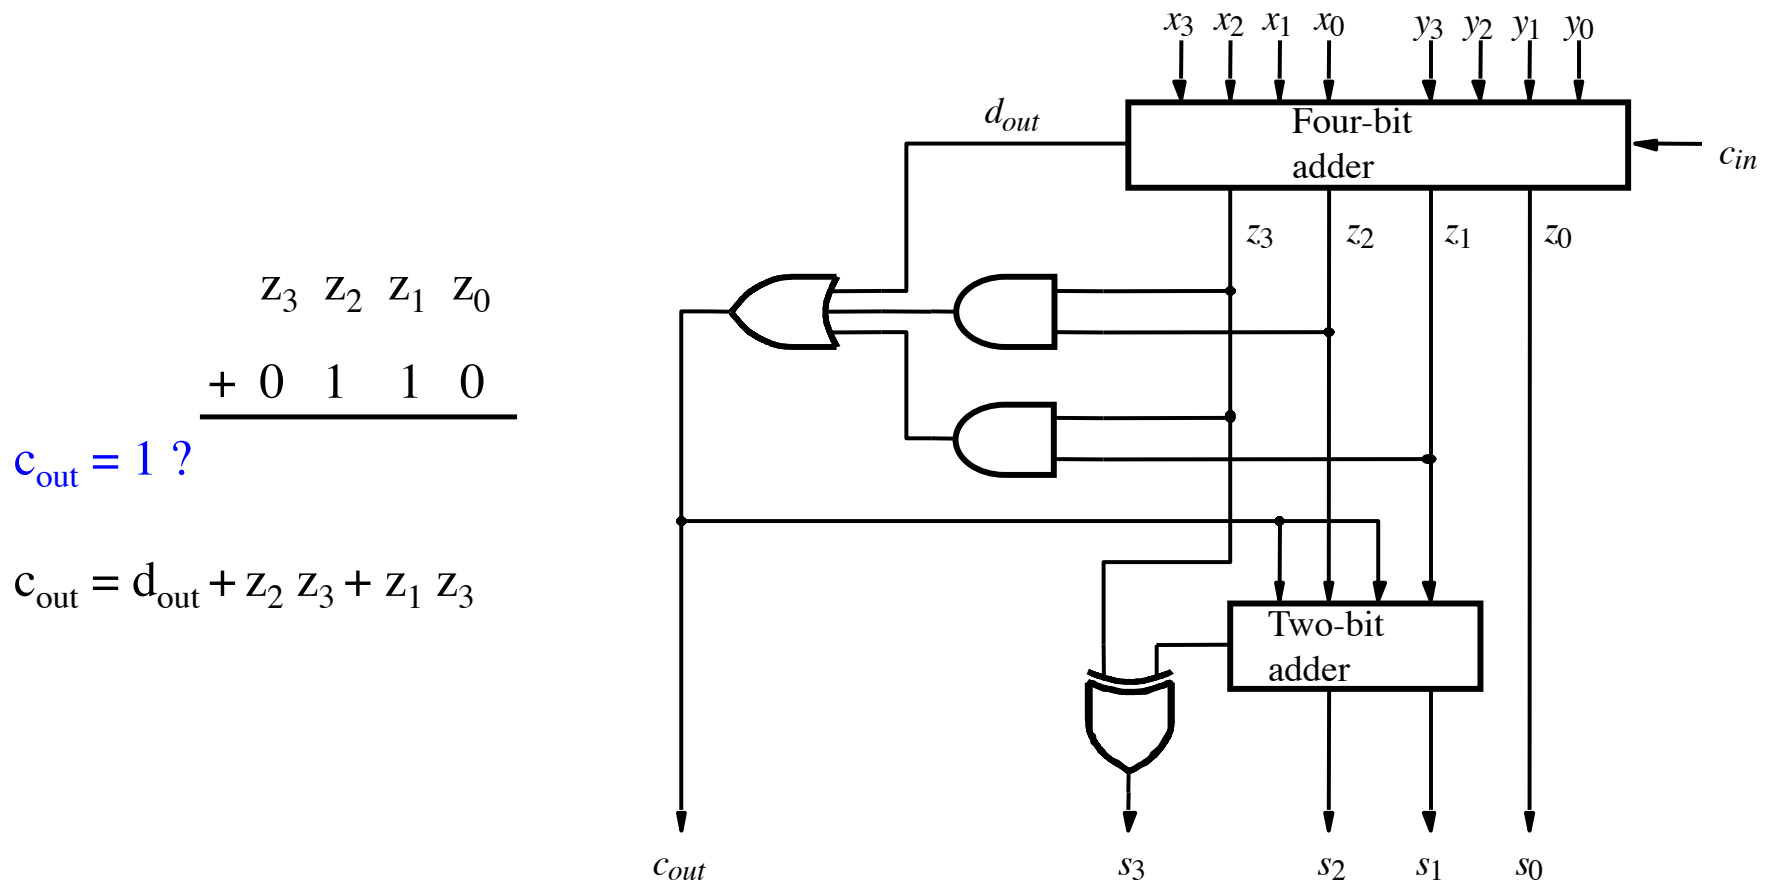 x3 x2 x1 x0 y3 y2 y1 y0
dout
Four-bit
adder
cin
z3 z2 z1 z0
z3 z2 z1 z0
+ 0 1 1 0
cout = 1 ?
cout = dout + z2 z3 + z1 z3
Two-bit
adder
cout s3 s2 s1 s0